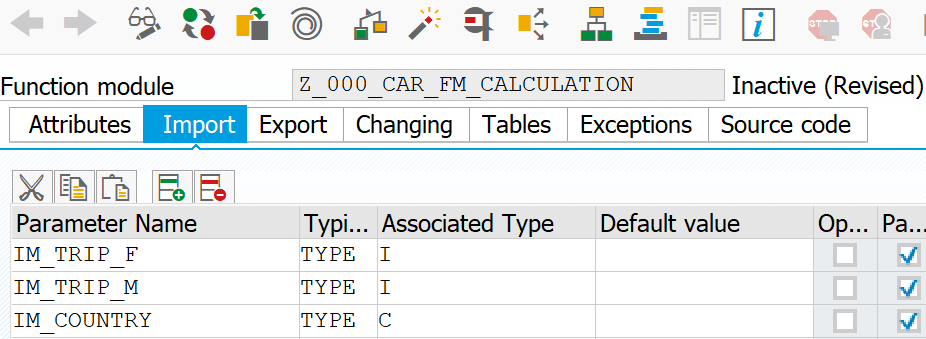 Function module Z_000_CAR_FM_CALCULATION Inactive (Revised)
Attributes Import Export Changing Tables Exceptions Source code
Parameter Name Typi... Associated Type Default value Op... Pa...
IM_TRIP_F TYPE I
IM_TRIP_M TYPE I
IM_COUNTRY TYPE C